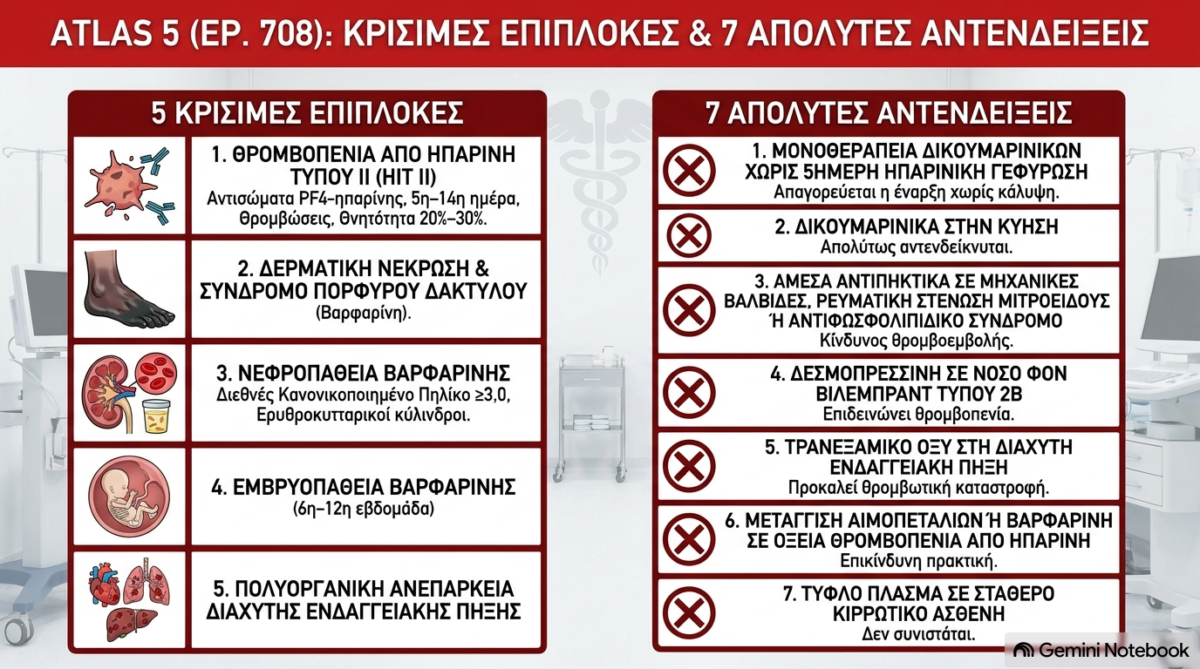 ATLAS 5 (EP. 708): ΚΡΙΣΙΜΕΣ ΕΠΙΠΛΟΚΕΣ & 7 ΑΠΟΛΥΤΕΣ ΑΝΤΕΝΔΕΙΞΕΙΣ
5 ΚΡΙΣΙΜΕΣ ΕΠΙΠΛΟΚΕΣ
1. ΘΡΟΜΒΟΠΕΝΙΑ ΑΠΟ ΗΠΑΡΙΝΗ
ΤΥΠΟΥ ΙΙ (HIT II)
Αντισώματα PF4-ηπαρίνης, 5η–14η ημέρα,
Θρομβώσεις, Θνητότητα 20%–30%.
2. ΔΕΡΜΑΤΙΚΗ ΝΕΚΡΩΣΗ &
ΣΥΝΔΡΟΜΟ ΠΟΡΦΥΡΟΥ ΔΑΚΤΥΛΟΥ
(Βαρφαρίνη).
3. ΝΕΦΡΟΠΑΘΕΙΑ ΒΑΡΦΑΡΙΝΗΣ
Διεθνές Κανονικοποιημένο Πηλίκο ≥3,0,
Ερυθροκυτταρικοί κύλινδροι.
4. ΕΜΒΡΥΟΠΑΘΕΙΑ ΒΑΡΦΑΡΙΝΗΣ
(6η–12η εβδομάδα)
5. ΠΟΛΥΟΡΓΑΝΙΚΗ ΑΝΕΠΑΡΚΕΙΑ
ΔΙΑΧΥΤΗΣ ΕΝΔΑΓΓΕΙΑΚΗΣ ΠΗΞΗΣ
7 ΑΠΟΛΥΤΕΣ ΑΝΤΕΝΔΕΙΞΕΙΣ
1. ΜΟΝΟΘΕΡΑΠΕΙΑ ΔΙΚΟΥΜΑΡΙΝΙΚΩΝ
ΧΩΡΙΣ 5ΗΜΕΡΗ ΗΠΑΡΙΝΙΚΗ ΓΕΦΥΡΩΣΗ
Απαγορεύεται η έναρξη χωρίς κάλυψη.
2. ΔΙΚΟΥΜΑΡΙΝΙΚΑ ΣΤΗΝ ΚΥΗΣΗ
Απολύτως αντενδείκνυται.
3. ΑΜΕΣΑ ΑΝΤΙΠΗΚΤΙΚΑ ΣΕ ΜΗΧΑΝΙΚΕΣ
ΒΑΛΒΙΔΕΣ, ΡΕΥΜΑΤΙΚΗ ΣΤΕΝΩΣΗ ΜΙΤΡΟΕΙΔΟΥΣ
Ή ΑΝΤΙΦΩΣΦΟΛΙΠΙΔΙΚΟ ΣΥΝΔΡΟΜΟ
Κίνδυνος θρομβοεμβολής.
4. ΔΕΣΜΟΠΡΕΣΣΙΝΗ ΣΕ ΝΟΣΟ ΦΟΝ
ΒΙΛΕΜΠΡΑΝΤ ΤΥΠΟΥ 2Β
Επιδεινώνει θρομβοπενία.
5. ΤΡΑΝΕΞΑΜΙΚΟ ΟΞΥ ΣΤΗ ΔΙΑΧΥΤΗ
ΕΝΔΑΓΓΕΙΑΚΗ ΠΗΞΗ
Προκαλεί θρομβωτική καταστροφή.
6. ΜΕΤΑΓΓΙΣΗ ΑΙΜΟΠΕΤΑΛΙΩΝ Ή ΒΑΡΦΑΡΙΝΗ
ΣΕ ΟΞΕΙΑ ΘΡΟΜΒΟΠΕΝΙΑ ΑΠΟ ΗΠΑΡΙΝΗ
Επικίνδυνη πρακτική.
7. ΤΥΦΛΟ ΠΛΑΣΜΑ ΣΕ ΣΤΑΘΕΡΟ
ΚΙΡΡΩΤΙΚΟ ΑΣΘΕΝΗ
Δεν συνιστάται.
Gemini Notebook